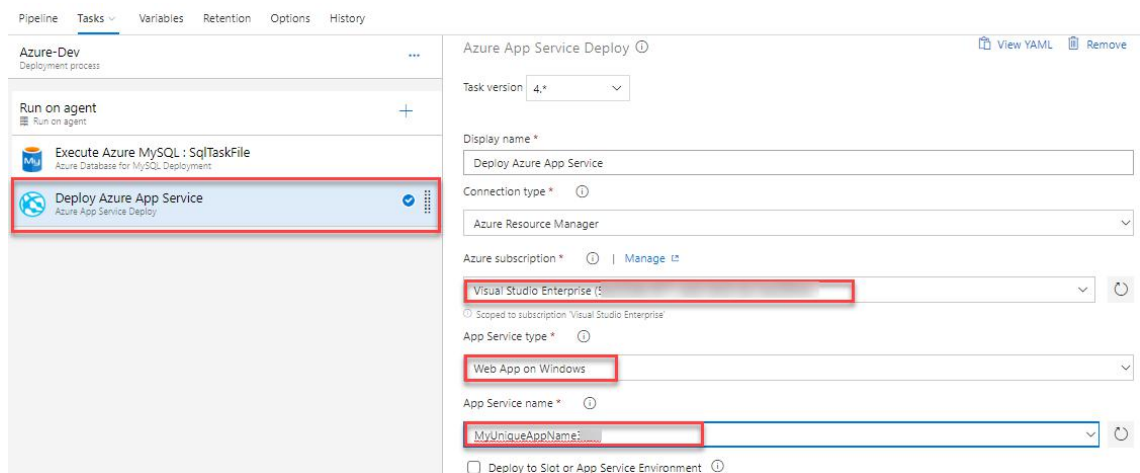 Pipeline Tasks Variables Retention Options History
Azure-Dev
Deployment process
Run on agent
Run on agent
My
Execute Azure MySQL : SqlTaskFile
Azure Database for MySQL Deployment
Deploy Azure App Service
Azure App Service Deploy
Azure App Service Deploy
View YAML Remove
Task version 4.*
Display name *
Deploy Azure App Service
Connection type *
Azure Resource Manager
Azure subscription * | Manage
Visual Studio Enterprise (
Scoped to subscription 'Visual Studio Enterprise'
App Service type *
Web App on Windows
App Service name *
MyUniqueAppName
Deploy to Slot or App Service Environment